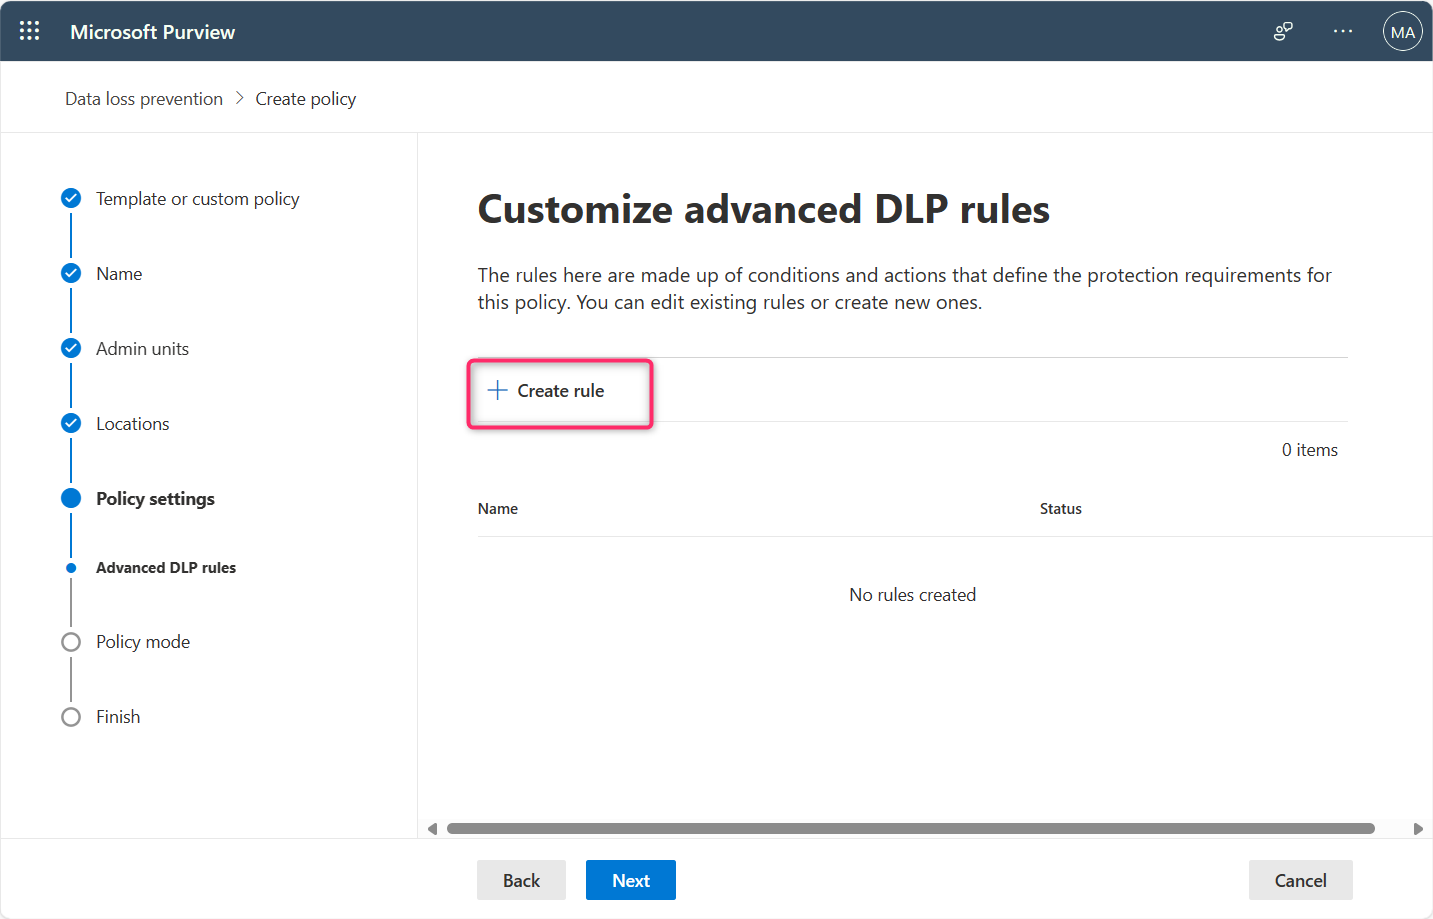 Microsoft Purview
MA
Data loss prevention
Create policy
Template or custom policy
Name
Admin units
Locations
Policy settings
Advanced DLP rules
Policy mode
Finish
Customize advanced DLP rules
The rules here are made up of conditions and actions that define the protection requirements for
this policy. You can edit existing rules or create new ones.
Create rule
0 items
Name
Status
No rules created
Back
Next
Cancel